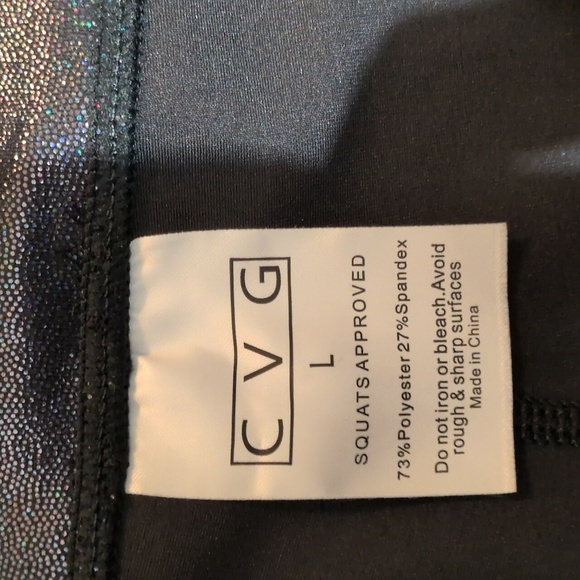 CVG
L
SQUATS APPROVED
73%Polyester 27%Spandex
Do not iron or bleach.Avoid
rough & sharp surfaces
Made in China